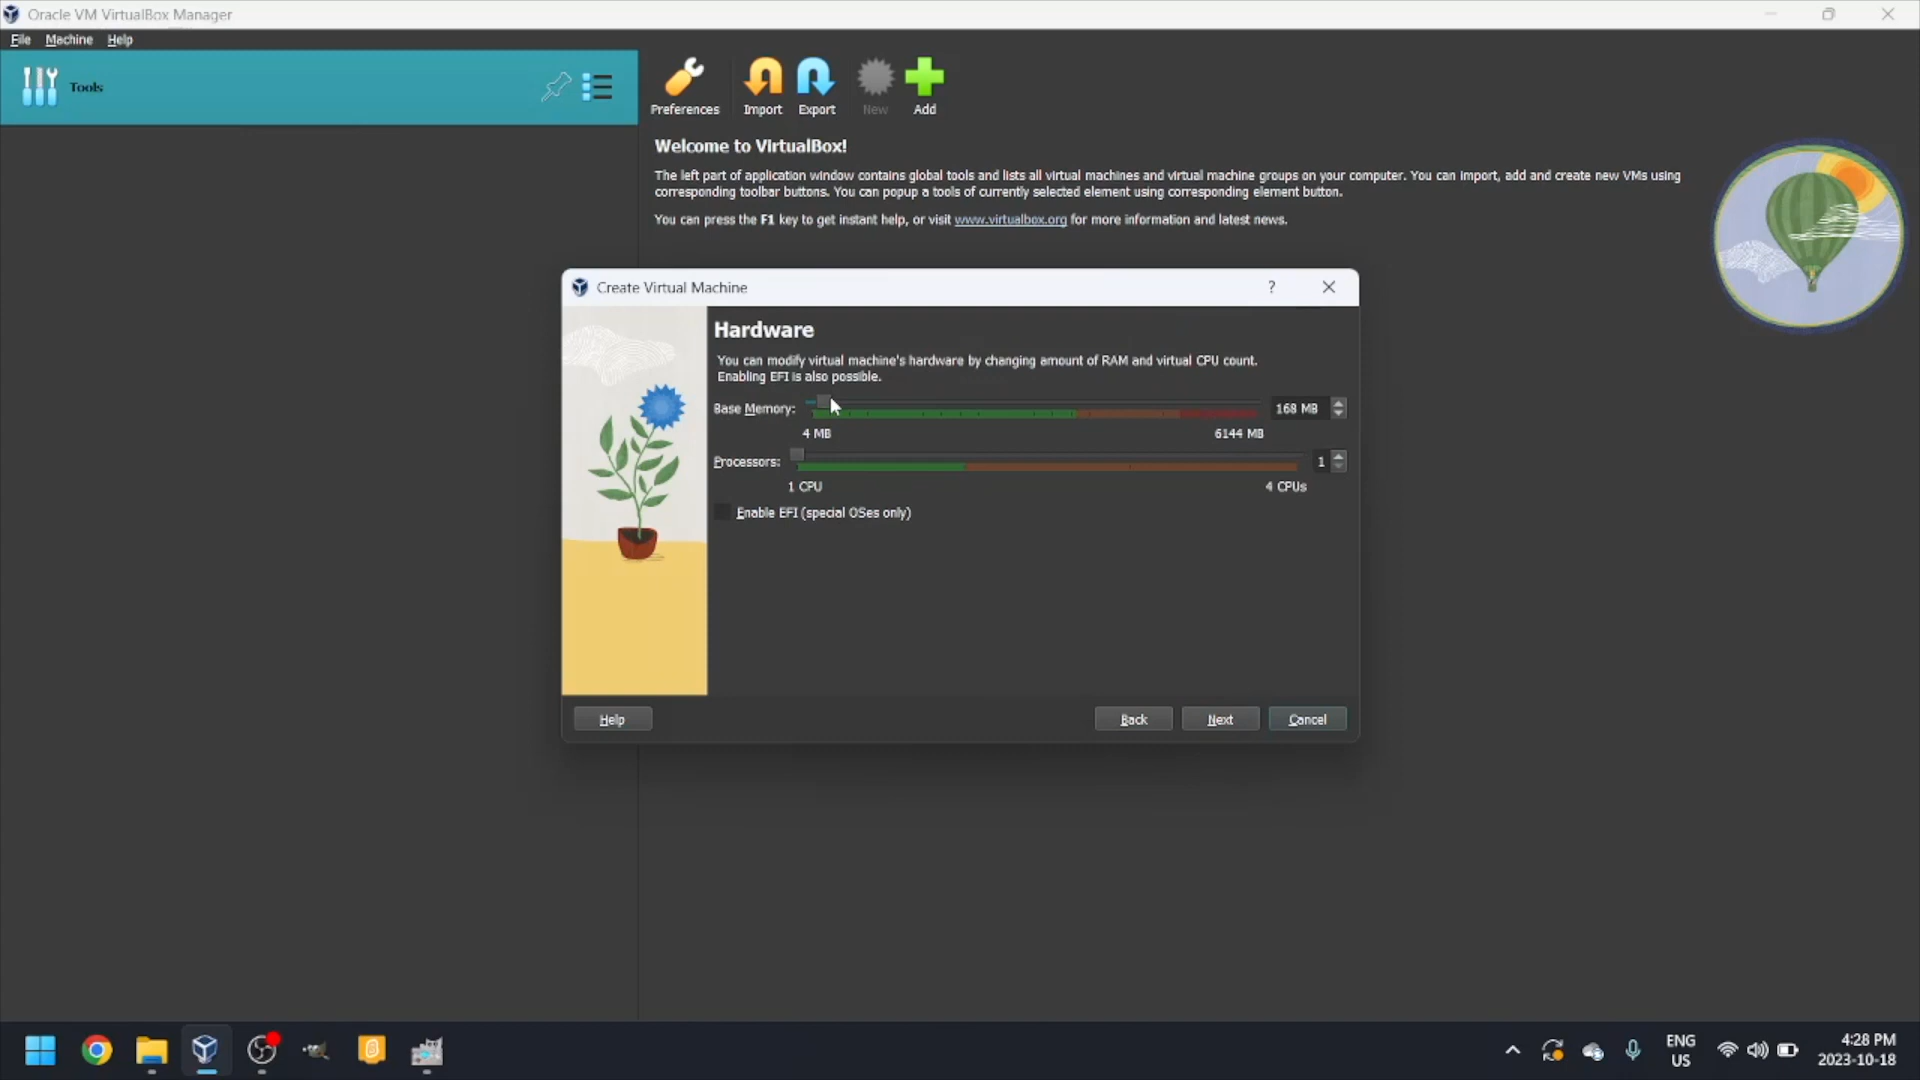 Oracle VM VirtualBox Manager
File Machine Help
Tools
Preferences Import Export New Add
Welcome to VirtualBox!
The left part of application window contains global tools and lists all virtual machines and virtual machine groups on your computer. You can import, add and create new VMs using
corresponding toolbar buttons. You can popup a tools of currently selected element using corresponding element button.
You can press the F1 key to get instant help, or visit www.virtualbox.org for more information and latest news.
Create Virtual Machine ?
Hardware
You can modify virtual machine's hardware by changing amount of RAM and virtual CPU count.
Enabling EFI is also possible.
Base Memory: 168 MB
4 MB 6144 MB
Processors: 1
1 CPU 4 CPUs
Enable EFI (special OSes only)
Help Back Next Cancel
ENG 4:28 PM
US 2023-10-18